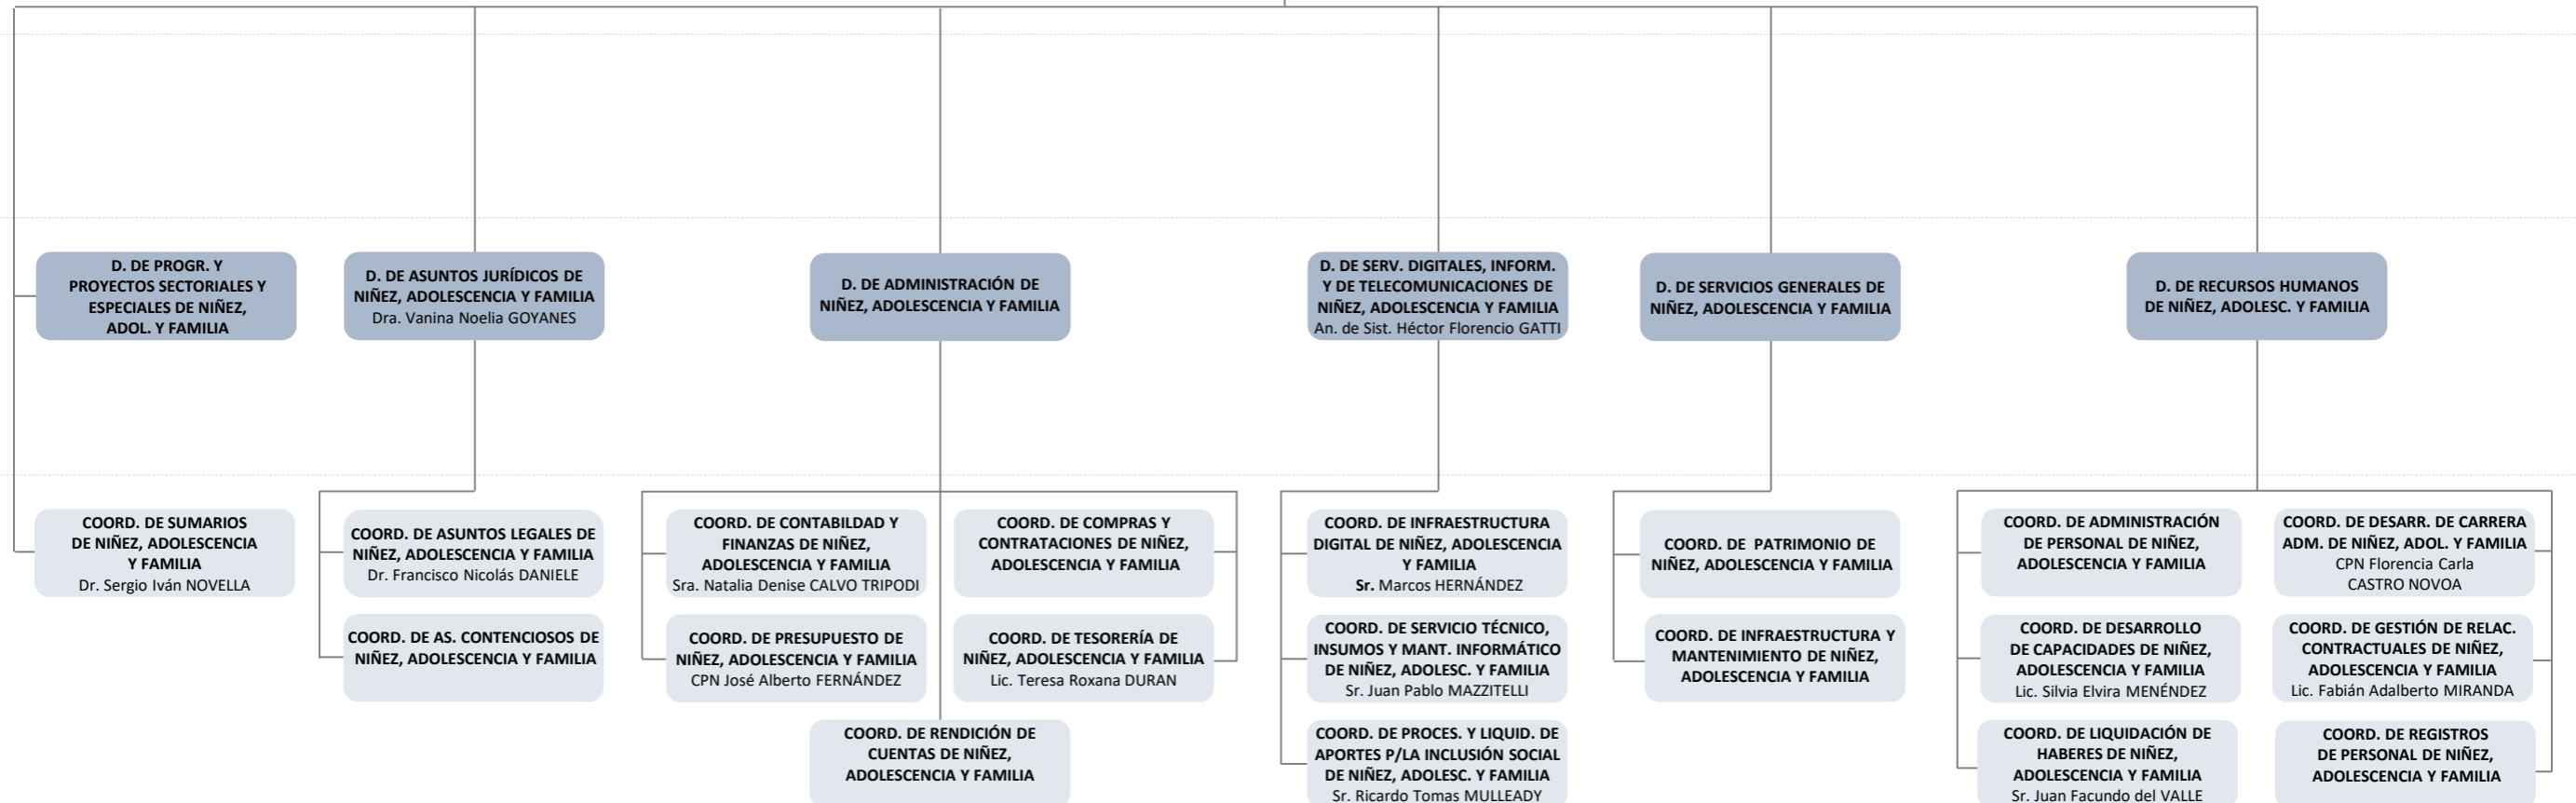 D. DE PROGR. Y
PROYECTOS SECTORIALES Y
ESPECIALES DE NIÑEZ,
ADOL. Y FAMILIA
D. DE ASUNTOS JURÍDICOS DE
NIÑEZ, ADOLESCENCIA Y FAMILIA
Dra. Vanina Noelia GOYANES
D. DE ADMINISTRACIÓN DE
NIÑEZ, ADOLESCENCIA Y FAMILIA
D. DE SERV. DIGITALES, INFORM.
Y DE TELECOMUNICACIONES DE
NIÑEZ, ADOLESCENCIA Y FAMILIA
An. de Sist. Héctor Florencio GATTI
D. DE SERVICIOS GENERALES DE
NIÑEZ, ADOLESCENCIA Y FAMILIA
D. DE RECURSOS HUMANOS
DE NIÑEZ, ADOLESC. Y FAMILIA
COORD. DE SUMARIOS
DE NIÑEZ, ADOLESCENCIA
Y FAMILIA
Dr. Sergio Iván NOVELLA
COORD. DE ASUNTOS LEGALES DE
NIÑEZ, ADOLESCENCIA Y FAMILIA
Dr. Francisco Nicolás DANIELE
COORD. DE AS. CONTENCIOSOS DE
NIÑEZ, ADOLESCENCIA Y FAMILIA
COORD. DE CONTABILDAD Y
FINANZAS DE NIÑEZ,
ADOLESCENCIA Y FAMILIA
Sra. Natalia Denise CALVO TRIPODI
COORD. DE COMPRAS Y
CONTRATACIONES DE NIÑEZ,
ADOLESCENCIA Y FAMILIA
COORD. DE PRESUPUESTO DE
NIÑEZ, ADOLESCENCIA Y FAMILIA
CPN José Alberto FERNÁNDEZ
COORD. DE TESORERÍA DE
NIÑEZ, ADOLESCENCIA Y FAMILIA
Lic. Teresa Roxana DURAN
COORD. DE RENDICIÓN DE
CUENTAS DE NIÑEZ,
ADOLESCENCIA Y FAMILIA
COORD. DE INFRAESTRUCTURA
DIGITAL DE NIÑEZ, ADOLESCENCIA
Y FAMILIA
Sr. Marcos HERNÁNDEZ
COORD. DE SERVICIO TÉCNICO,
INSUMOS Y MANT. INFORMÁTICO
DE NIÑEZ, ADOLESC. Y FAMILIA
Sr. Juan Pablo MAZZITELLI
COORD. DE PROCES. Y LIQUID. DE
APORTES P/LA INCLUSIÓN SOCIAL
DE NIÑEZ, ADOLESC. Y FAMILIA
Sr. Ricardo Tomas MULLEADY
COORD. DE PATRIMONIO DE
NIÑEZ, ADOLESCENCIA Y FAMILIA
COORD. DE INFRAESTRUCTURA Y
MANTENIMIENTO DE NIÑEZ,
ADOLESCENCIA Y FAMILIA
COORD. DE ADMINISTRACIÓN
DE PERSONAL DE NIÑEZ,
ADOLESCENCIA Y FAMILIA
COORD. DE DESARR. DE CARRERA
ADM. DE NIÑEZ, ADOL. Y FAMILIA
CPN Florencia Carla
CASTRO NOVOA
COORD. DE DESARROLLO
DE CAPACIDADES DE NIÑEZ,
ADOLESCENCIA Y FAMILIA
Lic. Silvia Elvira MENÉNDEZ
COORD. DE GESTIÓN DE RELAC.
CONTRACTUALES DE NIÑEZ,
ADOLESCENCIA Y FAMILIA
Lic. Fabián Adalberto MIRANDA
COORD. DE LIQUIDACIÓN DE
HABERES DE NIÑEZ,
ADOLESCENCIA Y FAMILIA
Sr. Juan Facundo del VALLE
COORD. DE REGISTROS
DE PERSONAL DE NIÑEZ,
ADOLESCENCIA Y FAMILIA